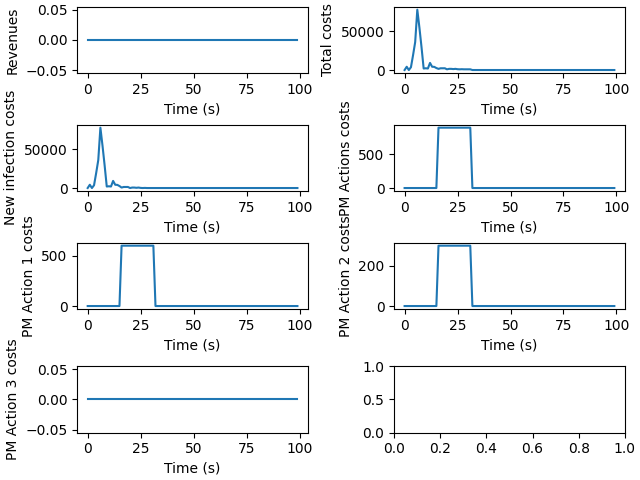 Revenues
0.05
0.00
−0.05
0 25 50 75 100
Time (s)
Total costs
50000
0
0 25 50 75 100
Time (s)
New infection costs
50000
0
0 25 50 75 100
Time (s)
PM Actions costs
500
0
0 25 50 75 100
Time (s)
PM Action 1 costs
500
0
0 25 50 75 100
Time (s)
PM Action 2 costs
200
0
0 25 50 75 100
Time (s)
PM Action 3 costs
0.05
0.00
−0.05
0 25 50 75 100
Time (s)
1.0
0.5
0.0
0.0 0.2 0.4 0.6 0.8 1.0